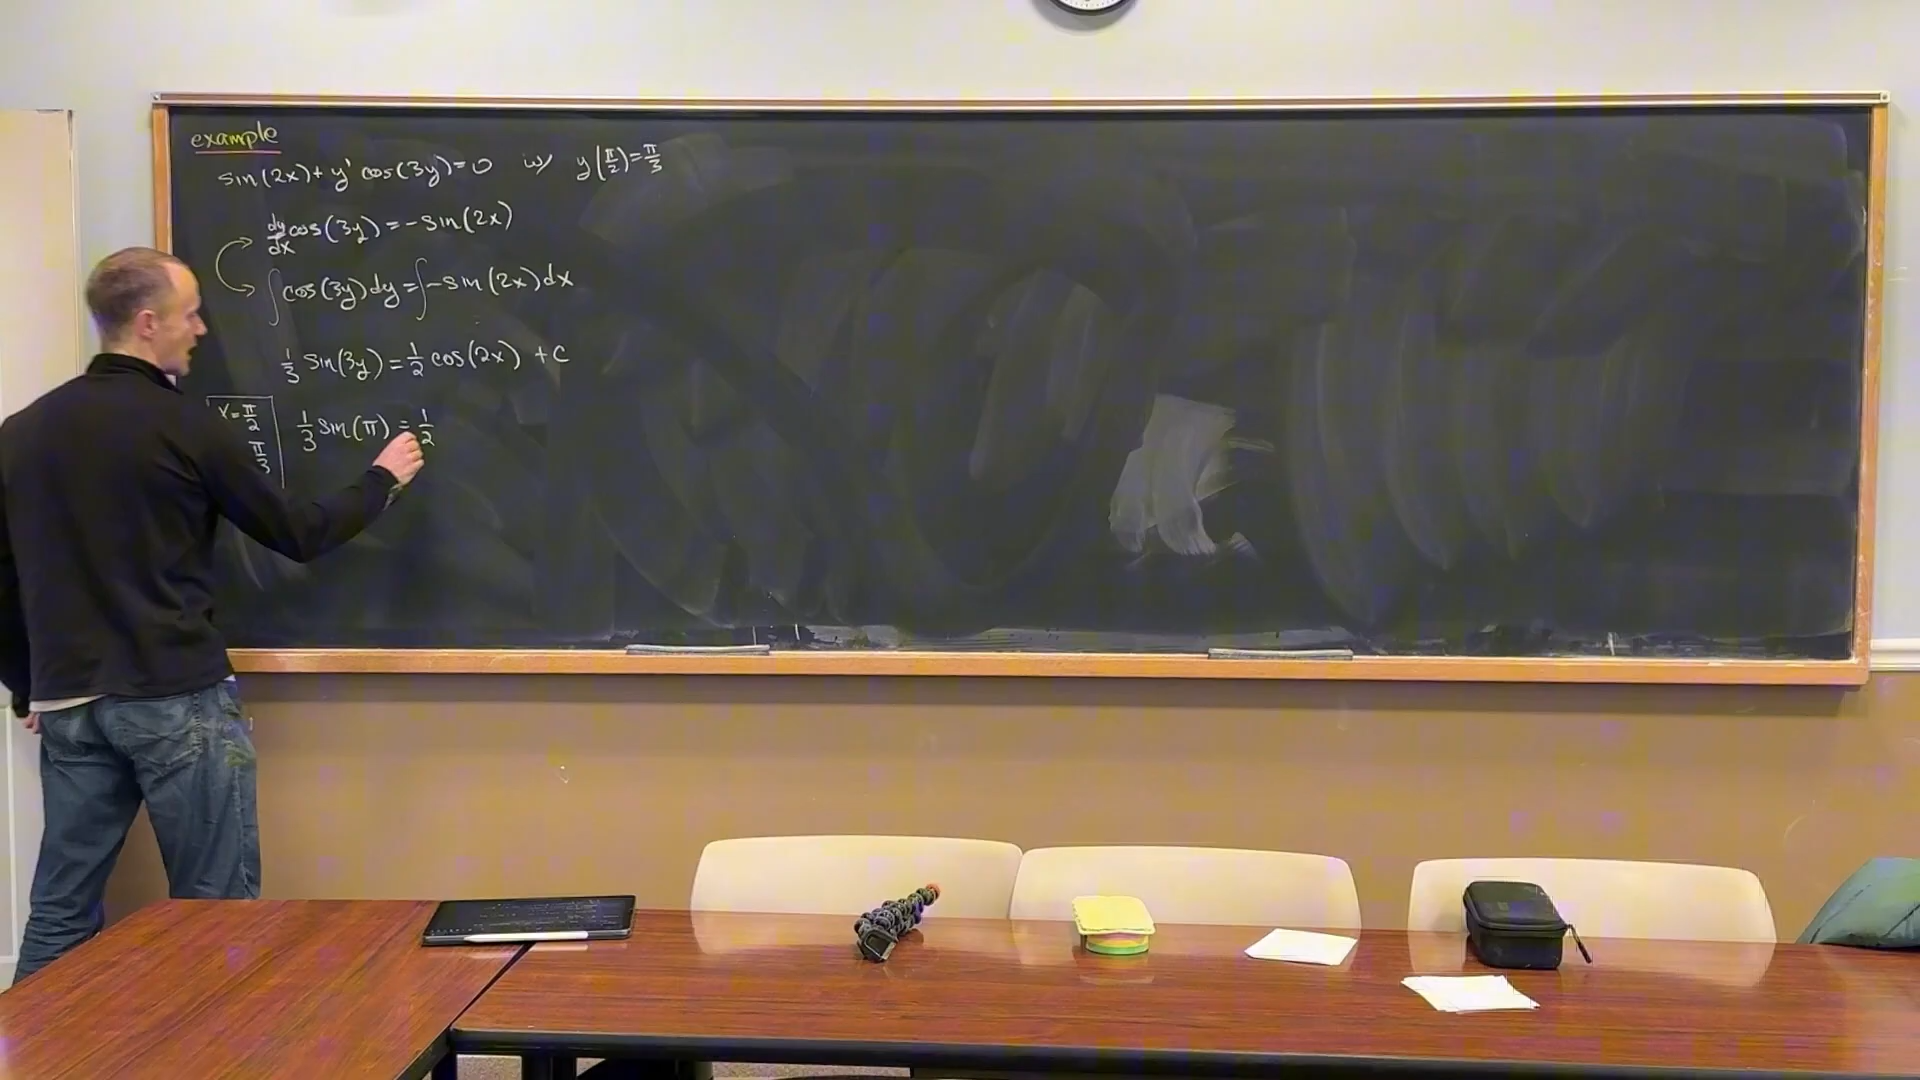 example
sin(2x) + y' cos(3y) = 0 w/ y(π/2) = π/3
dy/dx cos(3y) = -sin(2x)
∫cos(3y)dy = ∫-sin(2x)dx
1/3 sin(3y) = 1/2 cos(2x) + c
x = π/2
π/3
1/3 sin(π) = 1/2